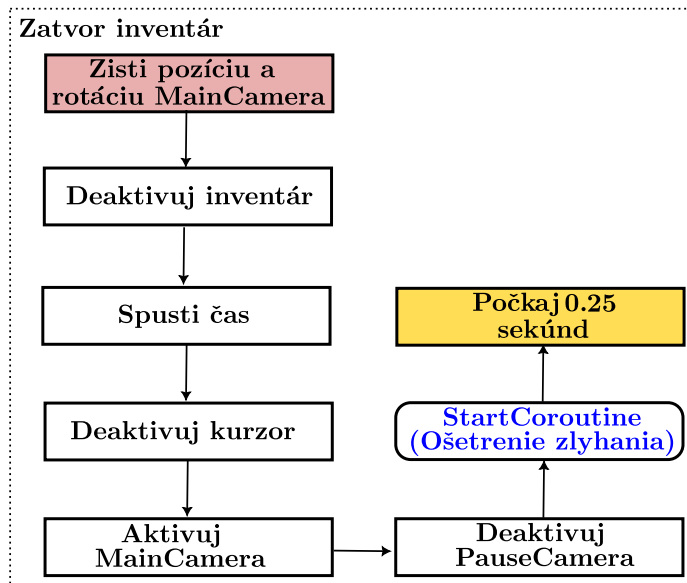 Zatvor inventár
Zisti pozíciu a
rotáciu MainCamera
Deaktivuj inventár
Spusti čas
Deaktivuj kurzor
Aktivuj
MainCamera
Deaktivuj
PauseCamera
StartCoroutine
(Ošetrenie zlyhania)
Počkaj 0.25
sekúnd